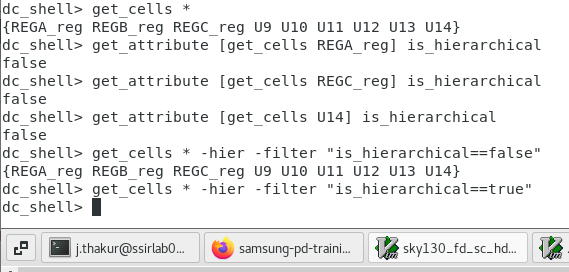 dc_shell> get_cells *
{REGA_reg REGB_reg REGC_reg U9 U10 U11 U12 U13 U14}
dc_shell> get_attribute [get_cells REGA_reg] is_hierarchical
false
dc_shell> get_attribute [get_cells REGC_reg] is_hierarchical
false
dc_shell> get_attribute [get_cells U14] is_hierarchical
false
dc_shell> get_cells * -hier -filter "is_hierarchical==false"
{REGA_reg REGB_reg REGC_reg U9 U10 U11 U12 U13 U14}
dc_shell> get_cells * -hier -filter "is_hierarchical==true"
dc_shell>
j.thakur@ssirlab0... samsung-pd-traini... sky130_fd_sc_hd...